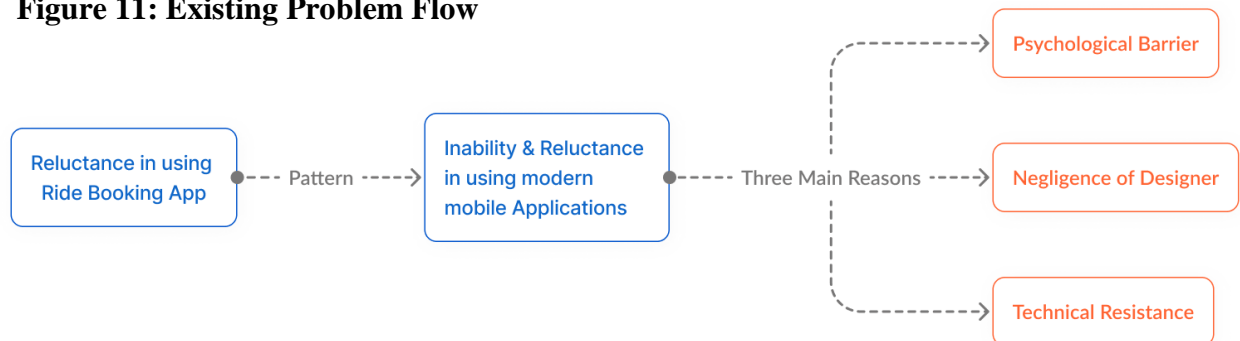 Figure 11: Existing Problem Flow
Reluctance in using
Ride Booking App
Pattern
Inability & Reluctance
in using modern
mobile Applications
Three Main Reasons
Psychological Barrier
Negligence of Designer
Technical Resistance